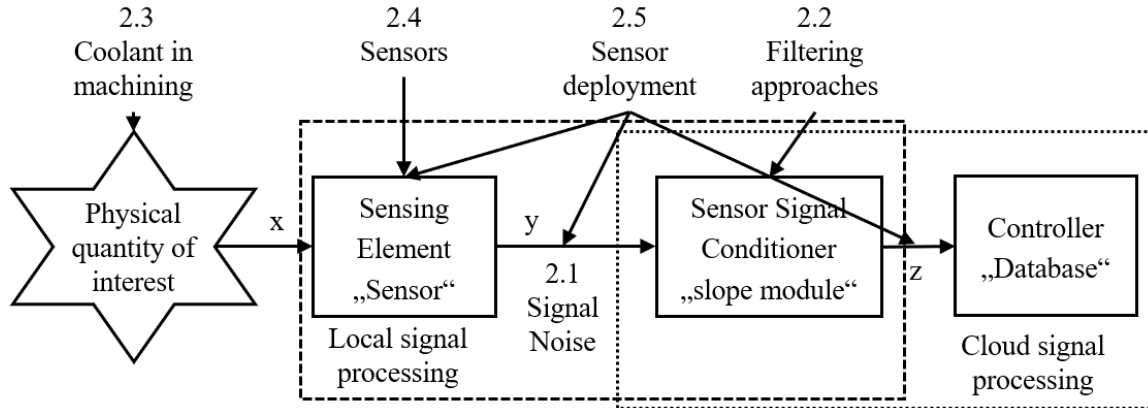 2.3
Coolant in
machining
2.4
Sensors
2.5
Sensor
deployment
2.2
Filtering
approaches
Physical
quantity of
interest
x
Sensing
Element
„Sensor“
Local signal
processing
y
2.1
Signal
Noise
Sensor Signal
Conditioner
„slope module“
z
Controller
„Database“
Cloud signal
processing